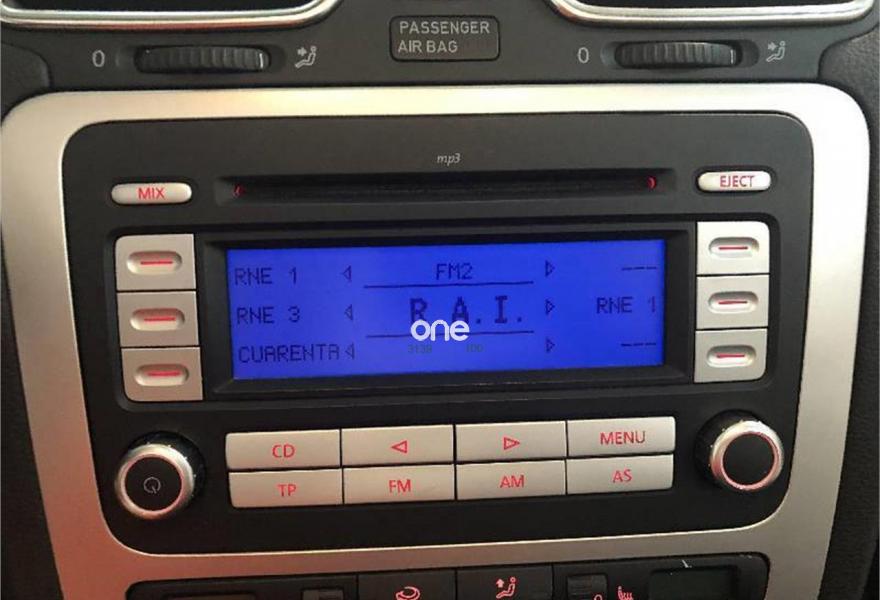 PASSENGER
AIR BAG
0
0
mp3
MIX
EJECT
RNE 1
FM2
---
RNE 3
R.A.I.
RNE 1
CUARENTA
---
one
CD
MENU
TP
FM
AM
AS